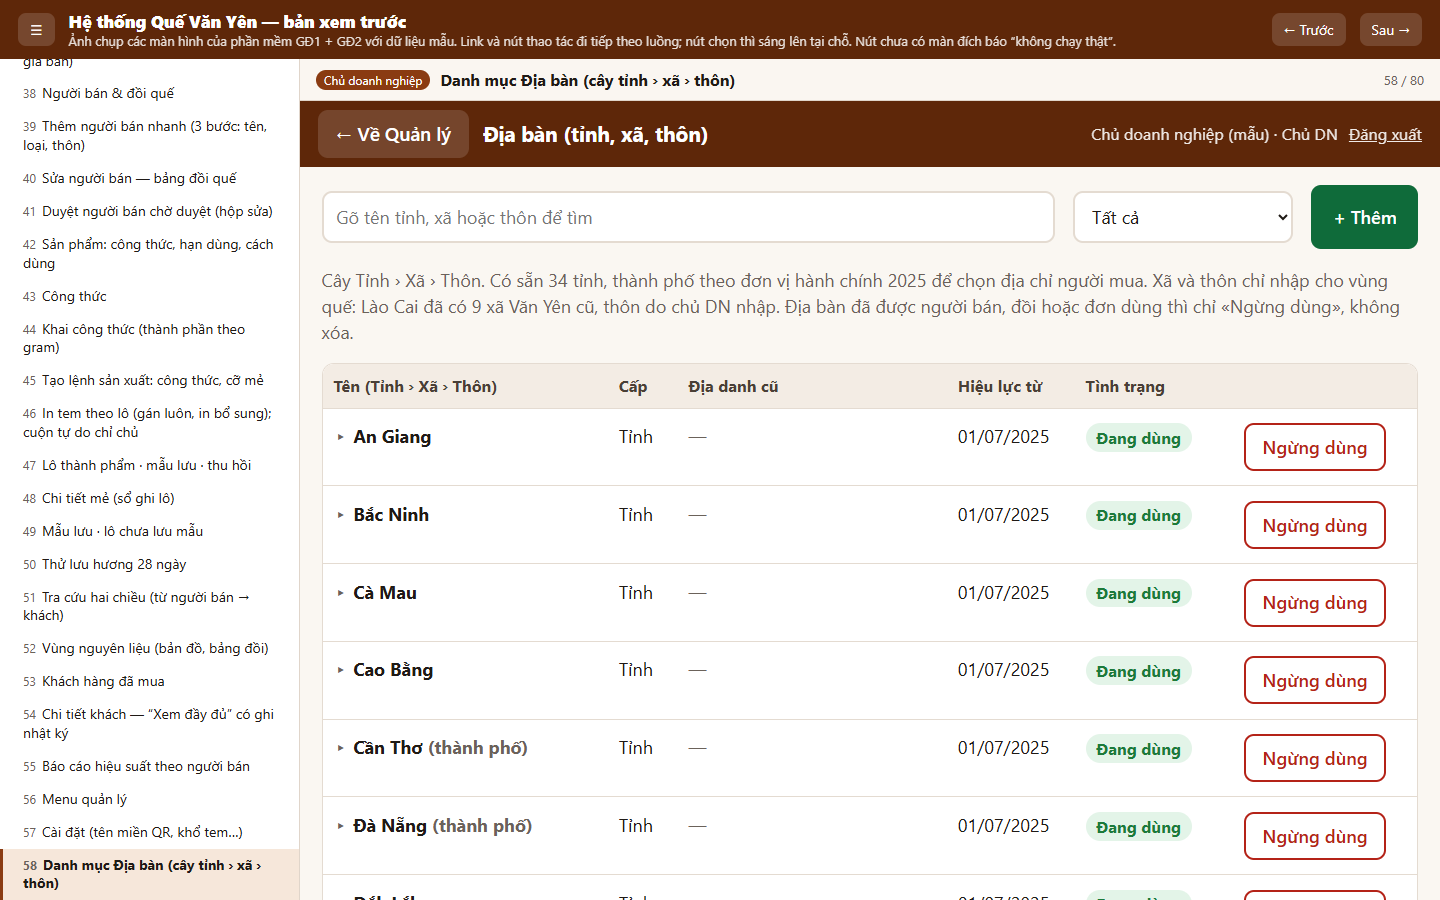 ☰
Hệ thống Quế Văn Yên — bản xem trước
Ảnh chụp các màn hình của phần mềm GĐ1 + GĐ2 với dữ liệu mẫu. Link và nút thao tác đi tiếp theo luồng; nút chọn thì sáng lên tại chỗ. Nút chưa có màn đích báo “không chạy thật”.
← Trước
Sau →
giá bán)
38 Người bán & đồi quế
39 Thêm người bán nhanh (3 bước: tên,
loại, thôn)
40 Sửa người bán — bảng đồi quế
41 Duyệt người bán chờ duyệt (hộp sửa)
42 Sản phẩm: công thức, hạn dùng, cách
dùng
43 Công thức
44 Khai công thức (thành phần theo
gram)
45 Tạo lệnh sản xuất: công thức, cỡ mẻ
46 In tem theo lô (gán luôn, in bổ sung);
cuộn tự do chỉ chủ
47 Lô thành phẩm · mẫu lưu · thu hồi
48 Chi tiết mẻ (sổ ghi lô)
49 Mẫu lưu · lô chưa lưu mẫu
50 Thử lưu hương 28 ngày
51 Tra cứu hai chiều (từ người bán →
khách)
52 Vùng nguyên liệu (bản đồ, bảng đồi)
53 Khách hàng đã mua
54 Chi tiết khách — “Xem đầy đủ” có ghi
nhật ký
55 Báo cáo hiệu suất theo người bán
56 Menu quản lý
57 Cài đặt (tên miền QR, khổ tem…)
58 Danh mục Địa bàn (cây tỉnh › xã ›
thôn)
Chủ doanh nghiệp Danh mục Địa bàn (cây tỉnh › xã › thôn) 58 / 80
← Về Quản lý Địa bàn (tỉnh, xã, thôn) Chủ doanh nghiệp (mẫu) · Chủ DN Đăng xuất
Gõ tên tỉnh, xã hoặc thôn để tìm Tất cả + Thêm
Cây Tỉnh › Xã › Thôn. Có sẵn 34 tỉnh, thành phố theo đơn vị hành chính 2025 để chọn địa chỉ người mua. Xã và thôn chỉ nhập cho vùng
quế: Lào Cai đã có 9 xã Văn Yên cũ, thôn do chủ DN nhập. Địa bàn đã được người bán, đồi hoặc đơn dùng thì chỉ «Ngừng dùng», không
xóa.
Tên (Tỉnh › Xã › Thôn) Cấp Địa danh cũ Hiệu lực từ Tình trạng
▸ An Giang Tỉnh — 01/07/2025 Đang dùng Ngừng dùng
▸ Bắc Ninh Tỉnh — 01/07/2025 Đang dùng Ngừng dùng
▸ Cà Mau Tỉnh — 01/07/2025 Đang dùng Ngừng dùng
▸ Cao Bằng Tỉnh — 01/07/2025 Đang dùng Ngừng dùng
▸ Cần Thơ (thành phố) Tỉnh — 01/07/2025 Đang dùng Ngừng dùng
▸ Đà Nẵng (thành phố) Tỉnh — 01/07/2025 Đang dùng Ngừng dùng